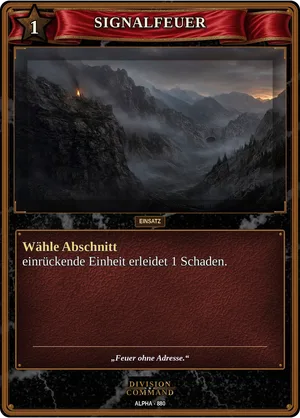 1
SIGNALFEUER
EINSATZ
Wähle Abschnitt
einrückende Einheit erleidet 1 Schaden.
„Feuer ohne Adresse.“
DIVISION
COMMAND
ALPHA - 880